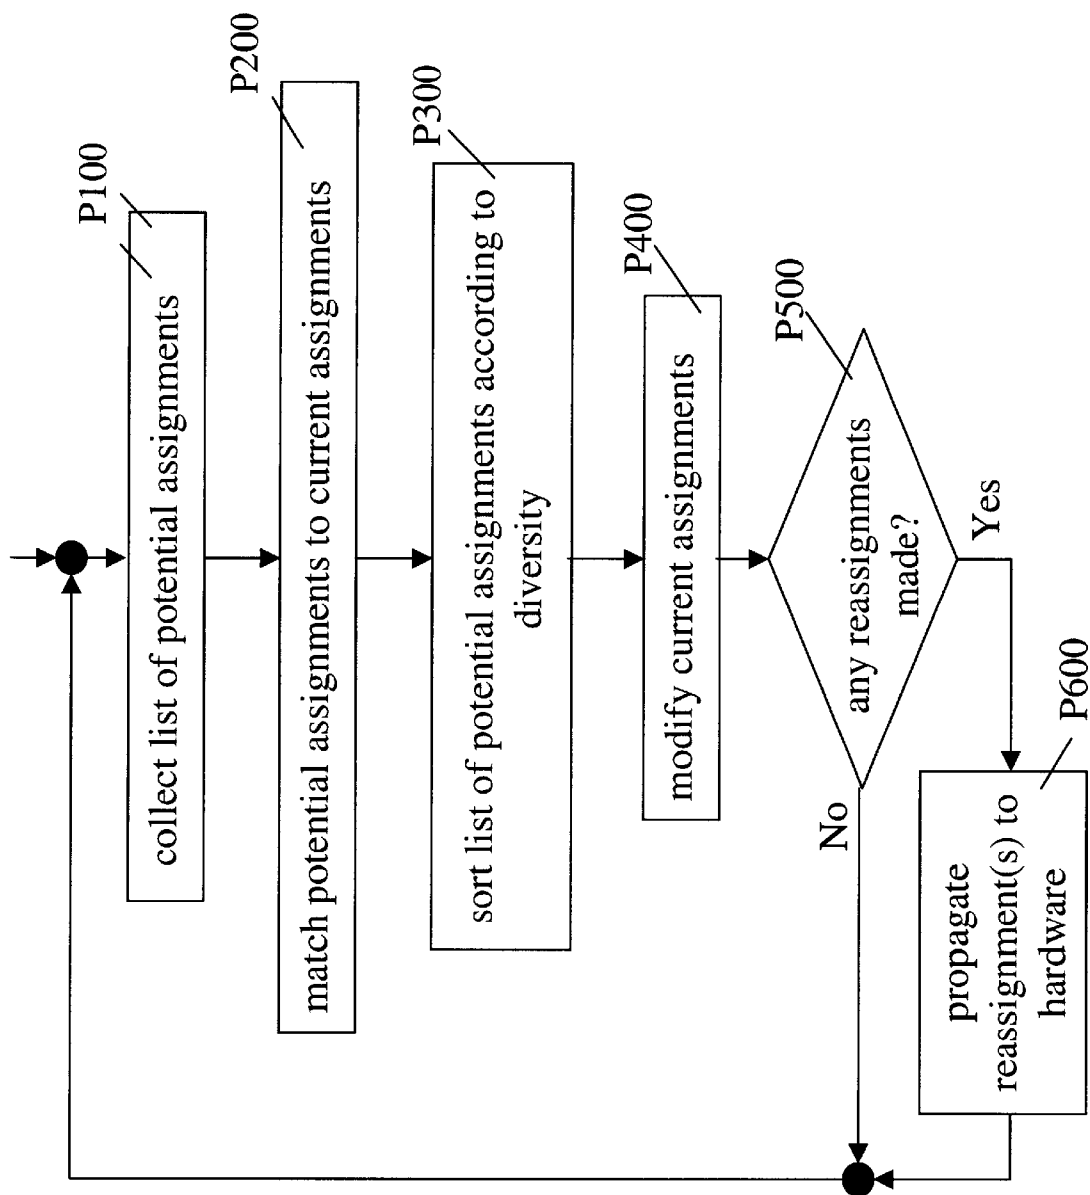 P100
collect list of potential assignments
P200
match potential assignments to current assignments
P300
sort list of potential assignments according to
diversity
P400
modify current assignments
P500
any reassignments
made?
No
Yes
P600
propagate
reassignment(s) to
hardware